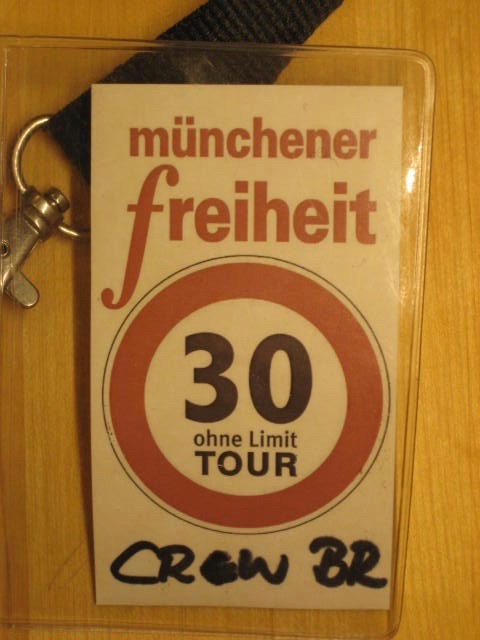 münchener
freiheit
30
ohne Limit
TOUR
CREW BR